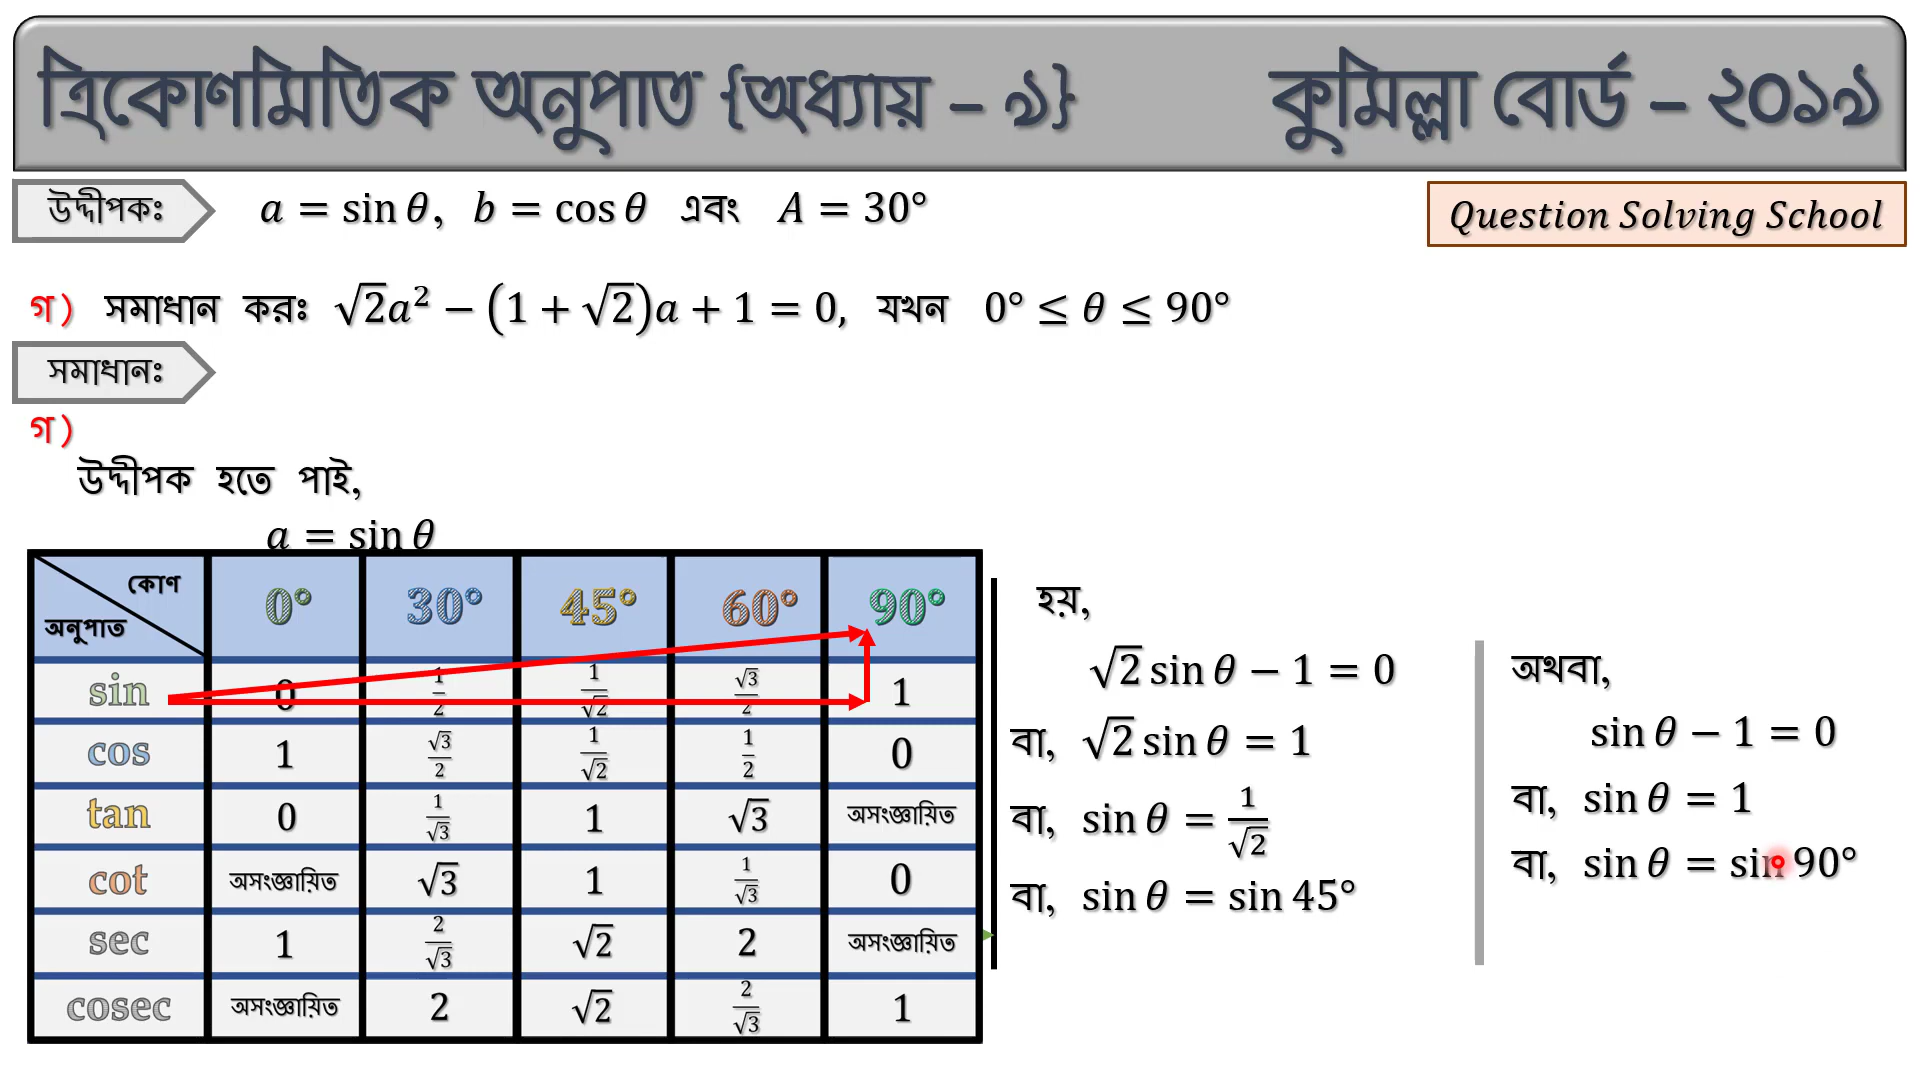 ত্রিকোণমিতিক অনুপাত {অধ্যায় – ৯} কুমিল্লা বোর্ড – ২০১৯
উদ্দীপকঃ a = sin θ, b = cos θ এবং A = 30°
Question Solving School
গ) সমাধান করঃ √2a² − (1 + √2)a + 1 = 0, যখন 0° ≤ θ ≤ 90°
সমাধানঃ
গ)
উদ্দীপক হতে পাই,
a = sin θ
কোণ
অনুপাত
0° 30° 45° 60° 90°
sin 0 1/2 1/√2 √3/2 1
cos 1 √3/2 1/√2 1/2 0
tan 0 1/√3 1 √3 অসংজ্ঞায়িত
cot অসংজ্ঞায়িত √3 1 1/√3 0
sec 1 2/√3 √2 2 অসংজ্ঞায়িত
cosec অসংজ্ঞায়িত 2 √2 2/√3 1
হয়,
√2 sin θ − 1 = 0
বা, √2 sin θ = 1
বা, sin θ = 1/√2
বা, sin θ = sin 45°
অথবা,
sin θ − 1 = 0
বা, sin θ = 1
বা, sin θ = sin 90°